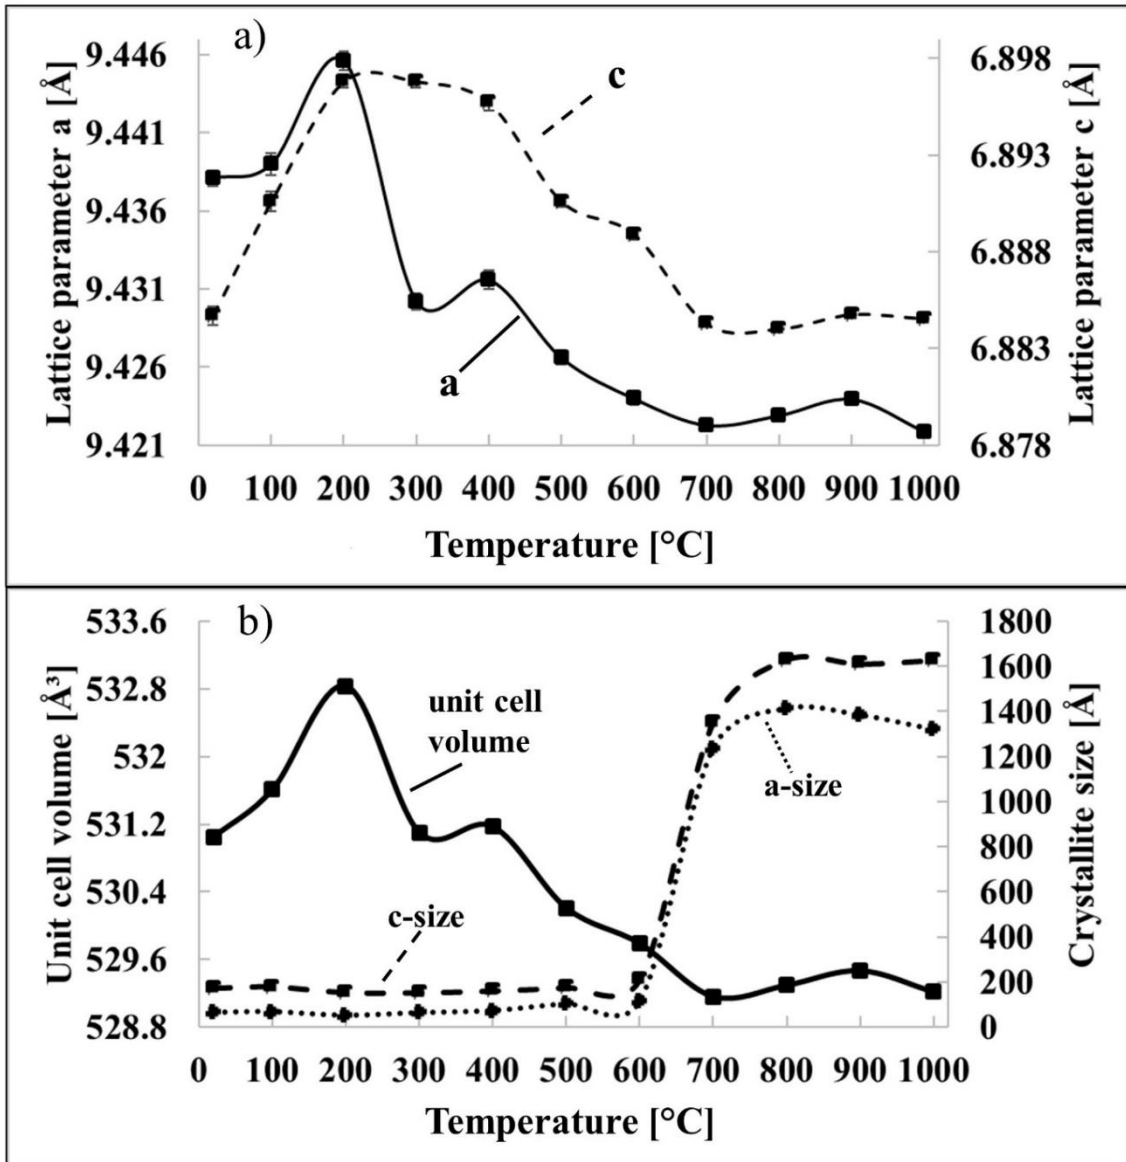 a)
Lattice parameter a [Å]
9.446
9.441
9.436
9.431
9.426
9.421
c
a
6.898
6.893
6.888
6.883
6.878
Lattice parameter c [Å]
0 100 200 300 400 500 600 700 800 900 1000
Temperature [°C]
b)
Unit cell volume [Å³]
533.6
532.8
532
531.2
530.4
529.6
528.8
unit cell
volume
a-size
c-size
1800
1600
1400
1200
1000
800
600
400
200
0
Crystallite size [Å]
0 100 200 300 400 500 600 700 800 900 1000
Temperature [°C]